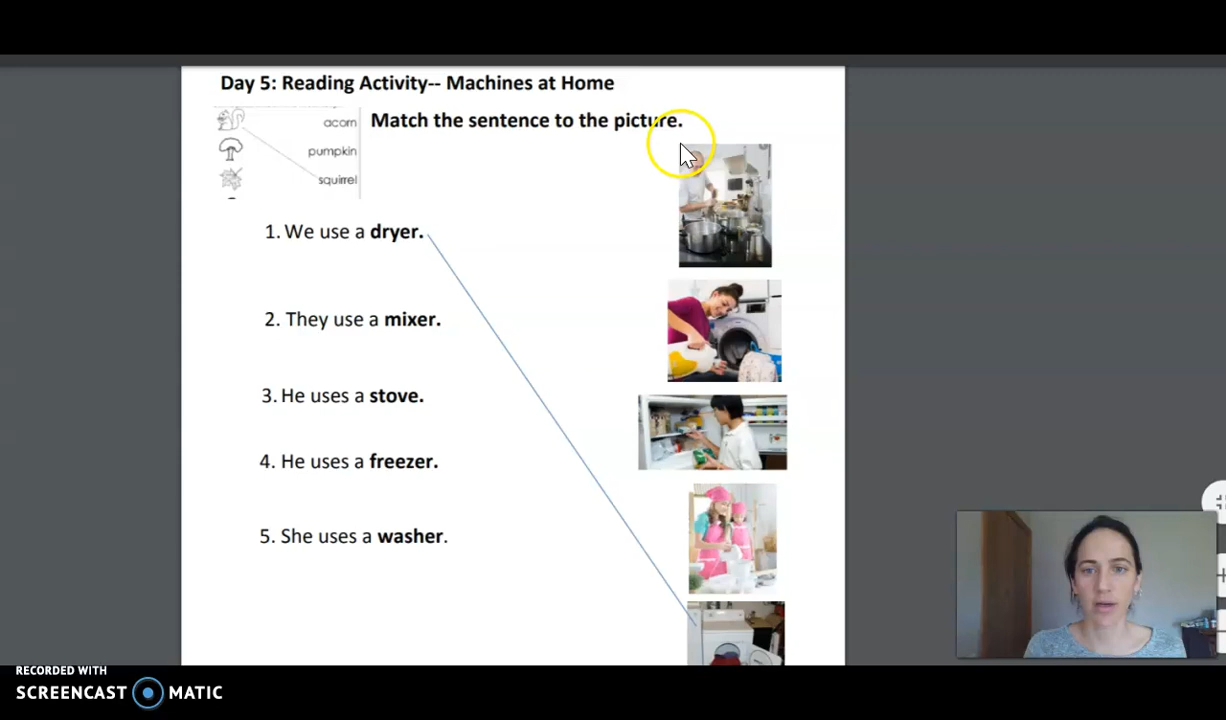 Day 5: Reading Activity-- Machines at Home
acorn
pumpkin
squirrel
Match the sentence to the picture.
1. We use a dryer.
2. They use a mixer.
3. He uses a stove.
4. He uses a freezer.
5. She uses a washer.
RECORDED WITH
SCREENCAST MATIC